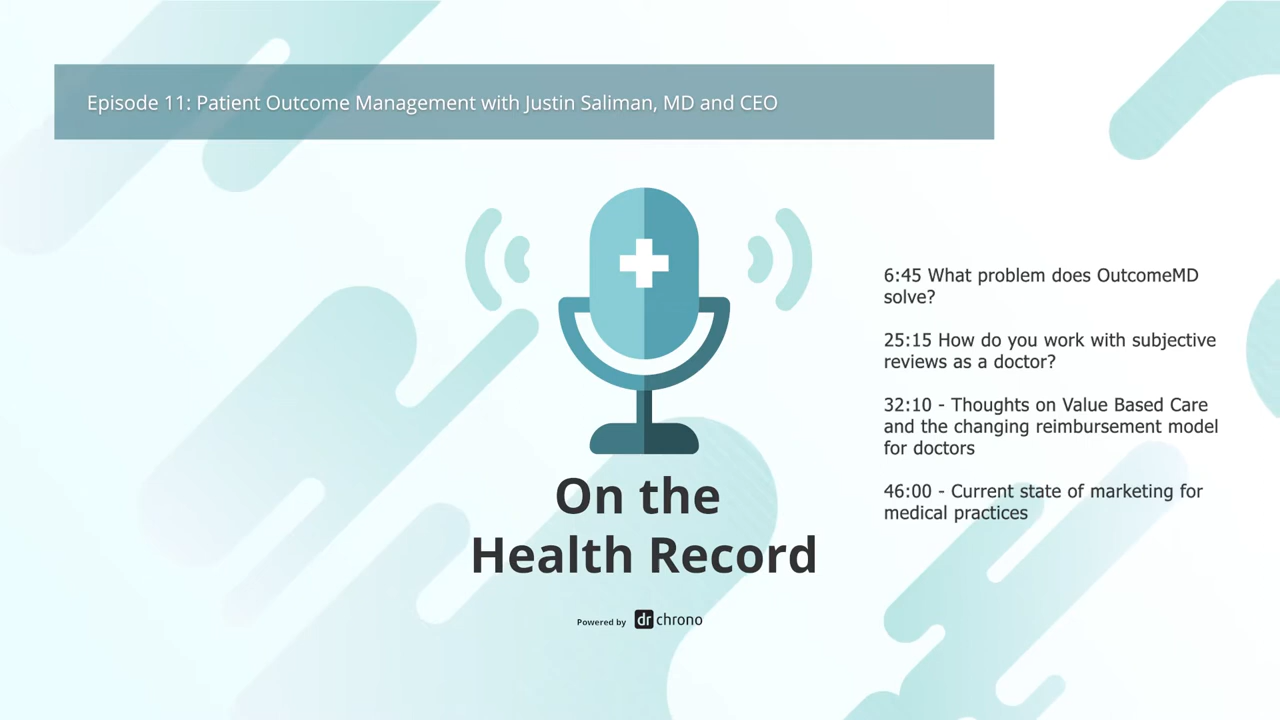 Episode 11: Patient Outcome Management with Justin Saliman, MD and CEO
6:45 What problem does OutcomeMD
solve?
25:15 How do you work with subjective
reviews as a doctor?
32:10 - Thoughts on Value Based Care
and the changing reimbursement model
for doctors
46:00 - Current state of marketing for
medical practices
On the
Health Record
Powered by dr chrono